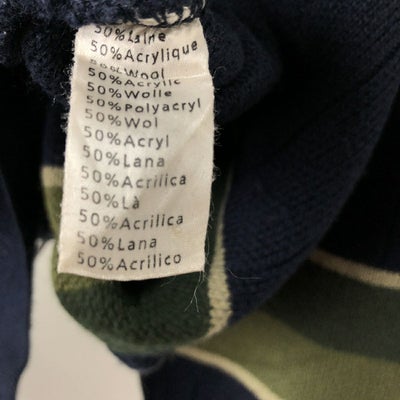 50%Laine
50%Acrylique
50%Wool
50%Acrylic
50%Wolle
50%Polyacryl
50%Wol
50%Acryl
50%Lana
50%Acrilica
50%Là
50%Acrilica
50%Lana
50%Acrilico